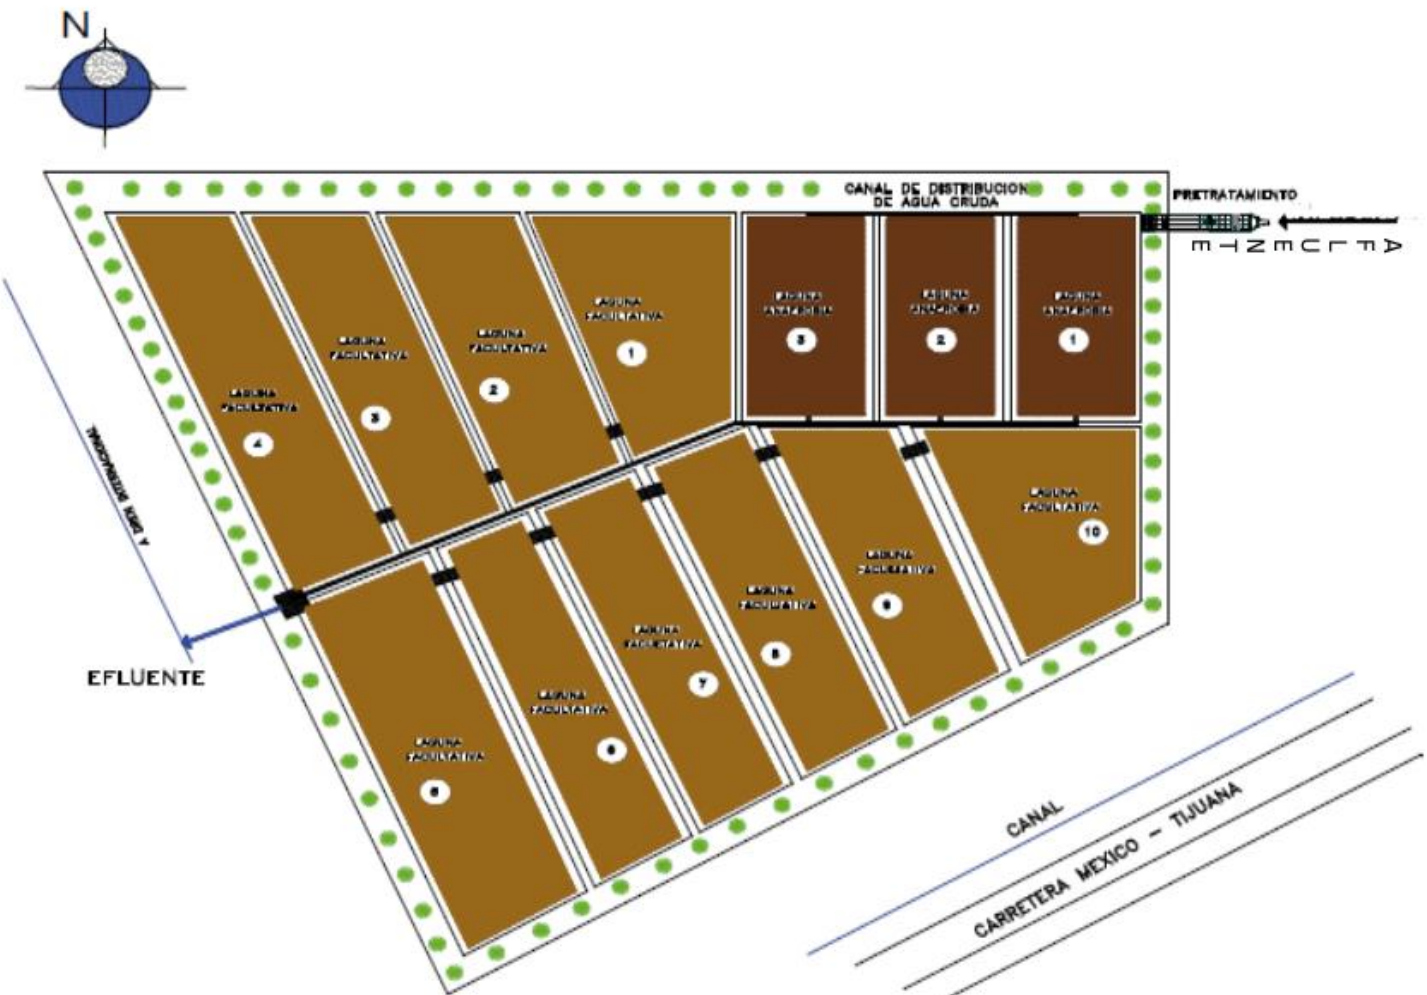 N
CANAL DE DISTRIBUCION
DE AGUA CRUDA
PRETRATAMIENTO
AFLUENTE
LAGUNA
ANAEROBIA
3
LAGUNA
ANAEROBIA
2
LAGUNA
ANAEROBIA
1
LAGUNA
FACULTATIVA
1
LAGUNA
FACULTATIVA
2
LAGUNA
FACULTATIVA
3
LAGUNA
FACULTATIVA
4
LAGUNA
FACULTATIVA
10
LAGUNA
FACULTATIVA
9
LAGUNA
FACULTATIVA
8
LAGUNA
FACULTATIVA
7
LAGUNA
FACULTATIVA
6
LAGUNA
FACULTATIVA
A DREN
EFLUENTE
CANAL
CARRETERA MEXICO - TIJUANA